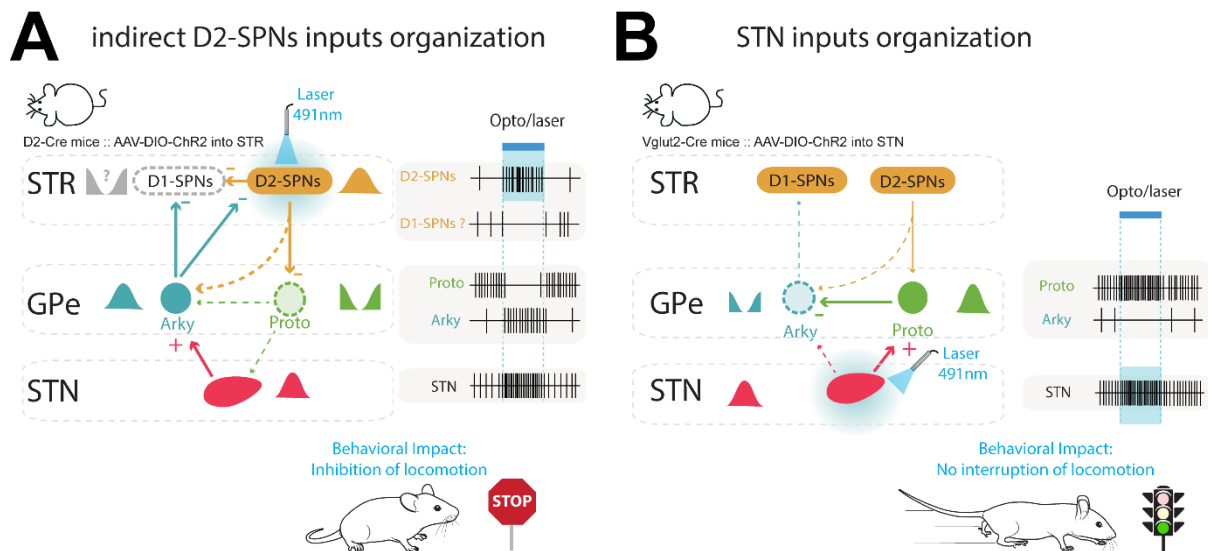 A indirect D2-SPNs inputs organization
Laser
491nm
D2-Cre mice :: AAV-DIO-ChR2 into STR
Opto/laser
STR
?
D1-SPNs
-
D2-SPNs
D2-SPNs
D1-SPNs ?
-
-
-
GPe
Arky
Proto
Proto
Arky
+
STN
STN
Behavioral Impact:
Inhibition of locomotion
STOP
B STN inputs organization
Vglut2-Cre mice :: AAV-DIO-ChR2 into STN
STR
D1-SPNs
D2-SPNs
Opto/laser
GPe
-
Arky
Proto
Proto
Arky
+
Laser
491nm
STN
STN
Behavioral Impact:
No interruption of locomotion